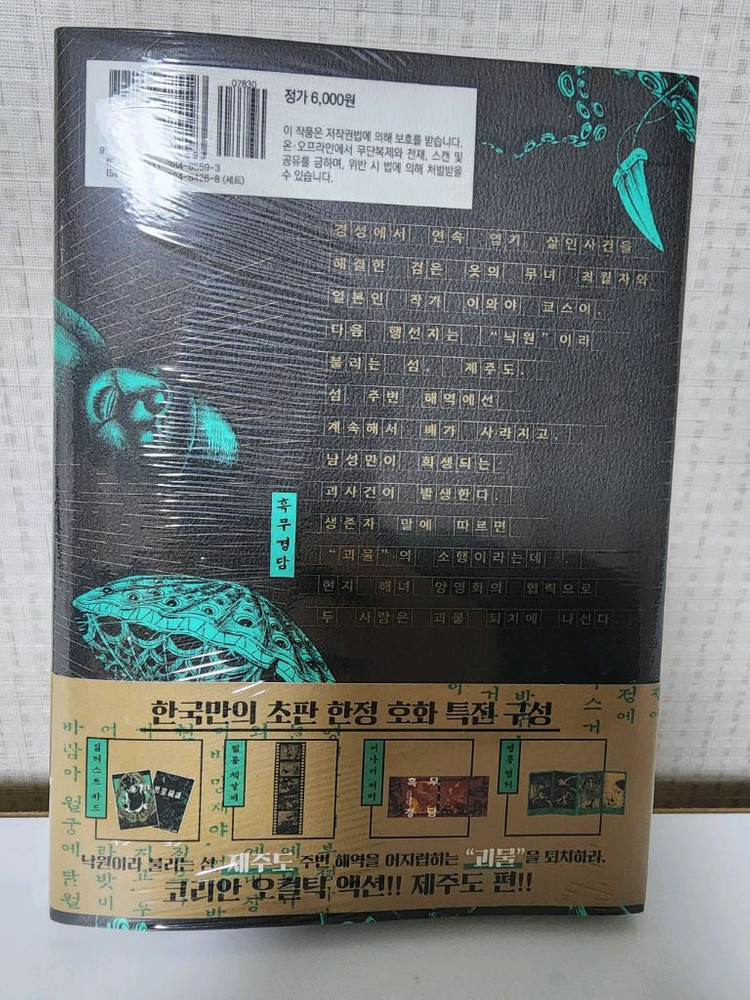 07830
정가 6,000원
이 작품은 저작권법에 의해 보호를 받습니다.
온·오프라인에서 무단복제와 전재, 스캔 및
공유를 금하며, 위반 시 법에 의해 처벌받을
수 있습니다.
(세트)
경성에서 연속 엽기 살인사건을
해결한 검은 옷의 무녀 최월자와
일본인 작가 이와야 쿄스이.
다음 행선지는 “낙원”이라
불리는 섬, 제주도.
섬 주변 해역에선
계속해서 배가 사라지고,
남성만이 희생되는
괴사건이 발생한다.
생존자 말에 따르면
“괴물”의 소행이라는데…
현지 해녀 양영화의 협력으로
두 사람은 괴물 퇴치에 나선다.
흑무경담
한국만의 초판 한정 호화 특전 구성
일러스트 카드
필름 책갈피
병풍 엽서
흑무
경담
낙원이라 불리는 섬 제주도 주변 해역을 어지럽히는 “괴물”을 퇴치하라.
코리안 오컬틱 액션!! 제주도 편!!